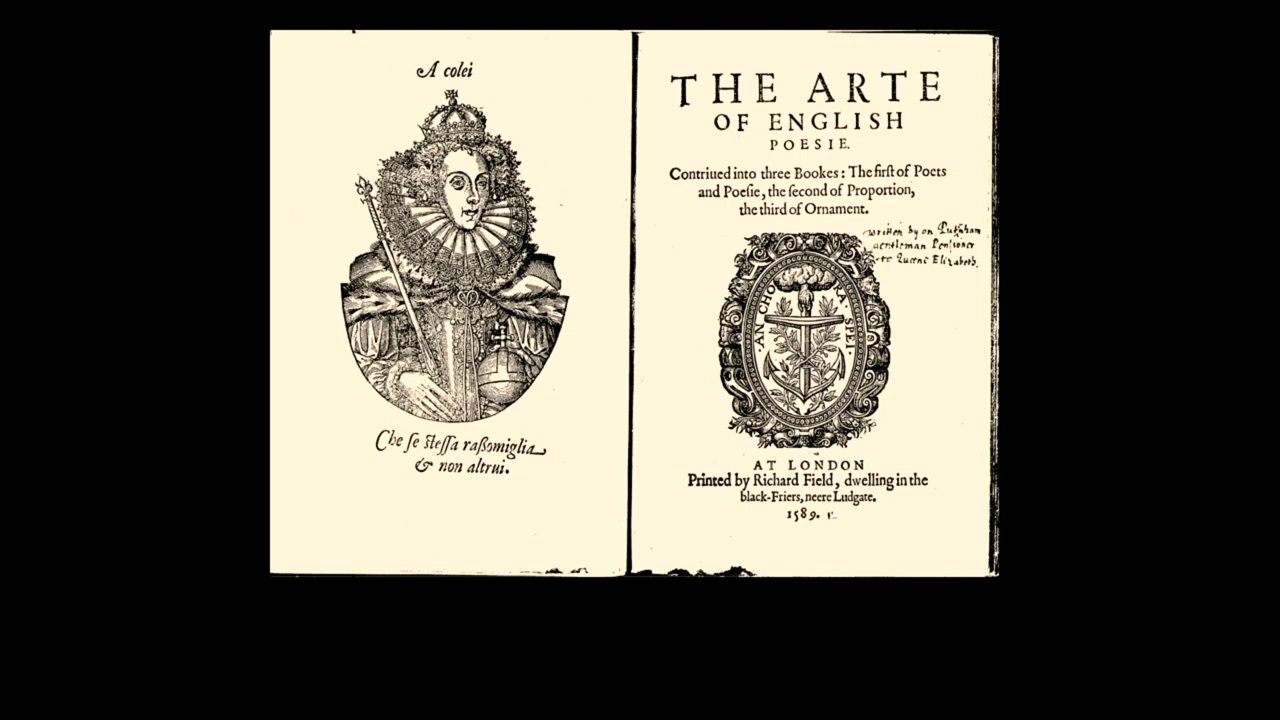 A colei
Che ſe ſteſſa raßomiglia
& non altrui.
THE ARTE
OF ENGLISH
POESIE.
Contriued into three Bookes: The firſt of Poets
and Poeſie, the ſecond of Proportion,
the third of Ornament.
written by on Puttnham
gentleman Pensioner
to Queene Elizabeth.
·AN CHO RA· SPEI·
AT LONDON
Printed by Richard Field, dwelling in the
black-Friers, neere Ludgate.
1589.